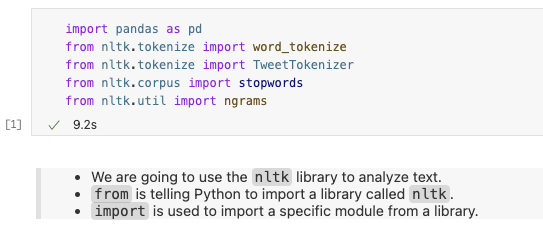 import pandas as pd
from nltk.tokenize import word_tokenize
from nltk.tokenize import TweetTokenizer
from nltk.corpus import stopwords
from nltk.util import ngrams
[1] ✓ 9.2s
• We are going to use the nltk library to analyze text.
• from is telling Python to import a library called nltk.
• import is used to import a specific module from a library.